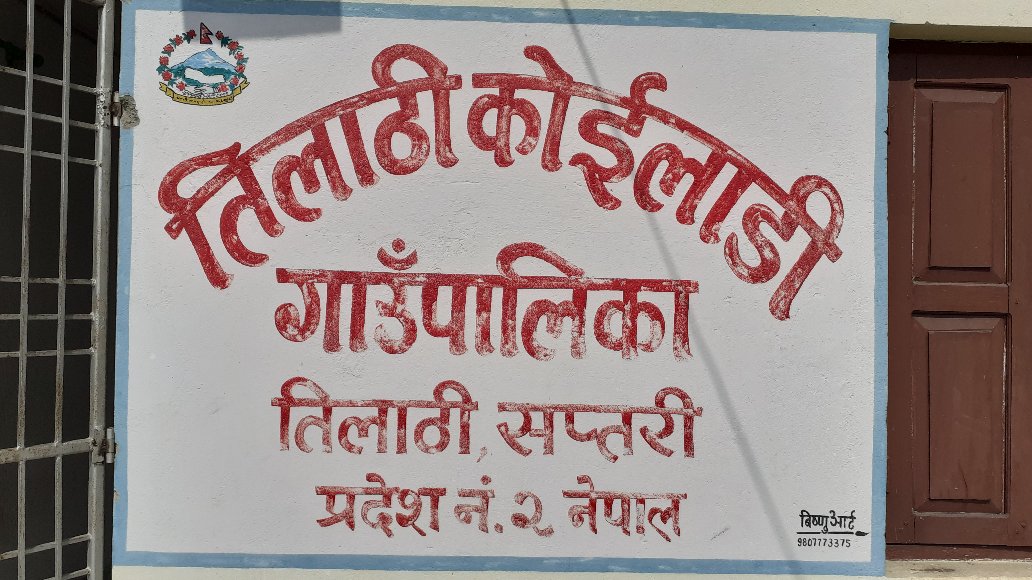 तिलाठी कोईलाडी
गाउँपालिका
तिलाठी, सप्तरी
प्रदेश नं. २ नेपाल
बिष्णु आर्ट
9807773375